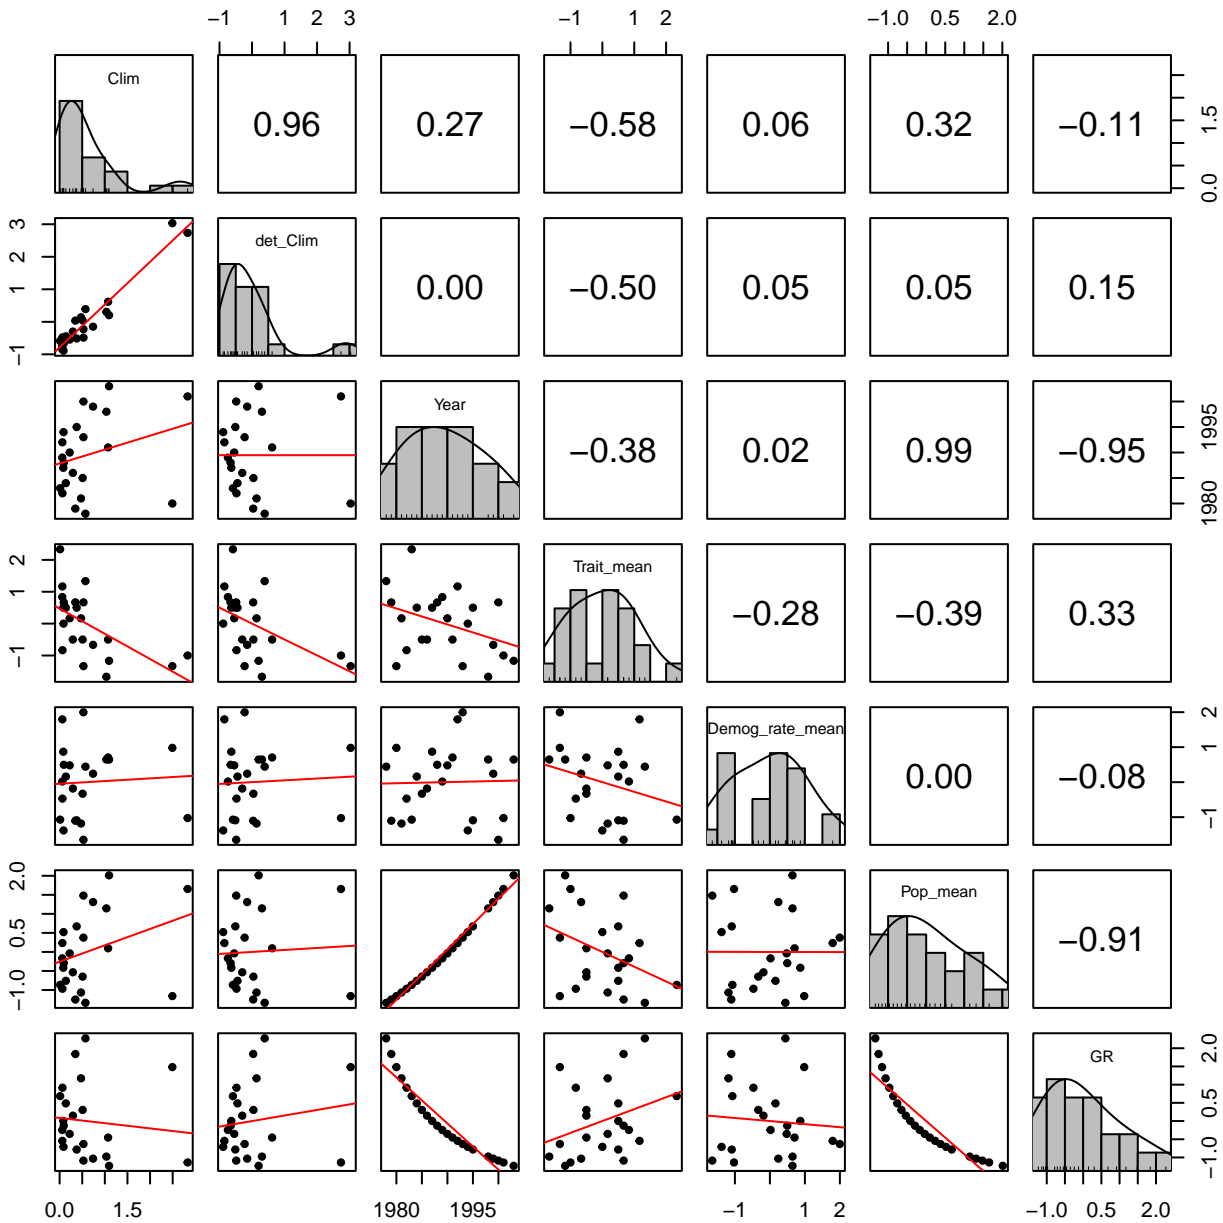 −1 1 2 3 −1 1 2 −1.0 0.5 2.0
Clim
0.96 0.27 −0.58 0.06 0.32 −0.11
0.0 1.5
−1 1 2 3
det_Clim
0.00 −0.50 0.05 0.05 0.15
Year
−0.38 0.02 0.99 −0.95
1980 1995
−1 1 2
Trait_mean
−0.28 −0.39 0.33
Demog_rate_mean
0.00 −0.08
−1 1 2
−1.0 0.5 2.0
Pop_mean
−0.91
GR
−1.0 0.5 2.0
0.0 1.5 1980 1995 −1 1 2 −1.0 0.5 2.0